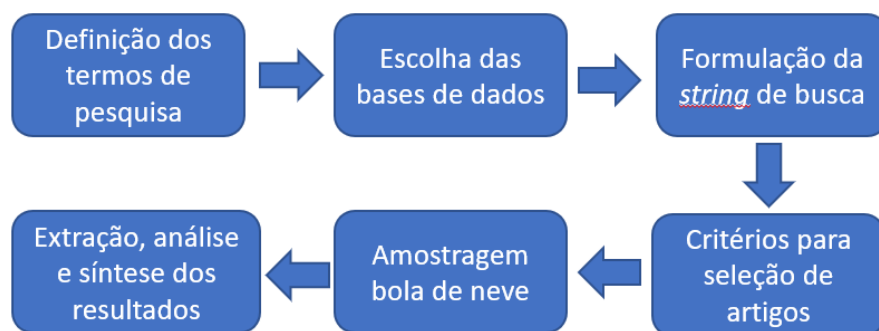 Definição dos
termos de
pesquisa
Escolha das
bases de dados
Formulação da
string de busca
Critérios para
seleção de
artigos
Amostragem
bola de neve
Extração, análise
e síntese dos
resultados